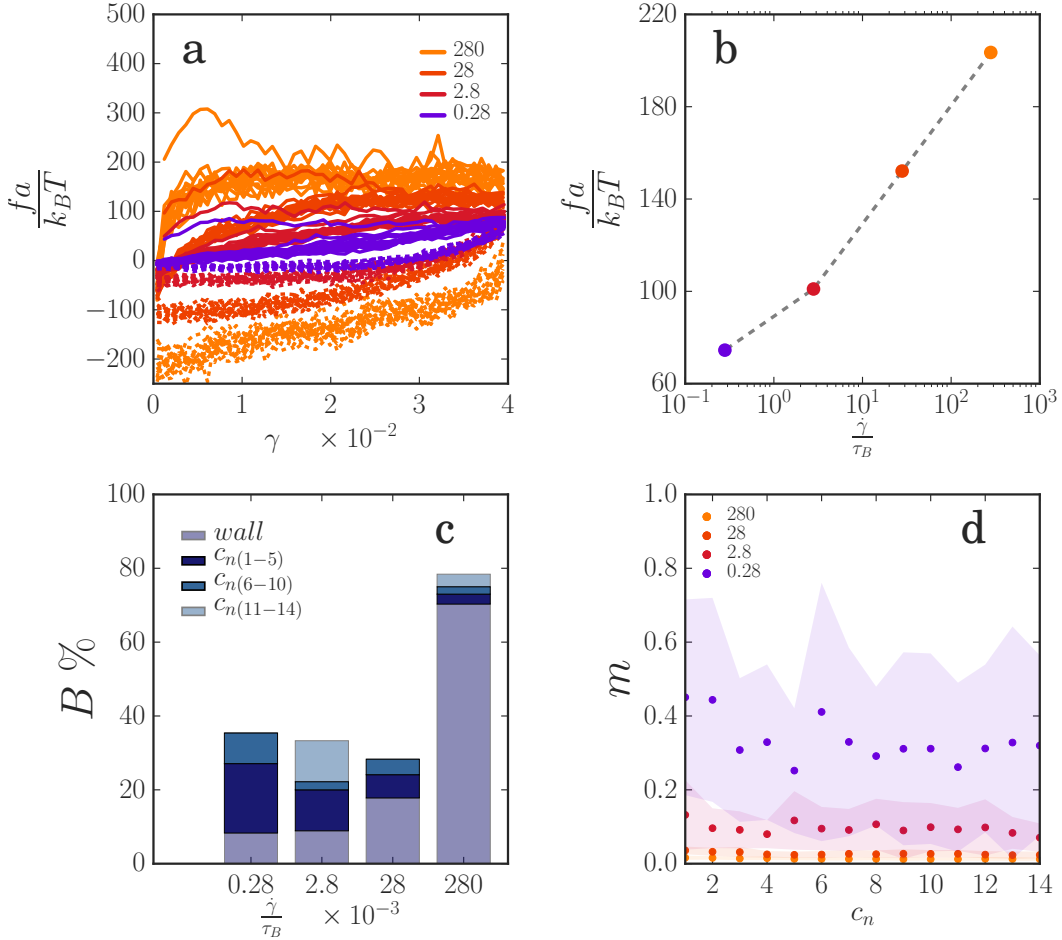 a
500
400
300
200
100
0
−100
−200
fa
k_BT
280
28
2.8
0.28
0 1 2 3 4
γ × 10^−2
b
220
180
140
100
60
fa
k_BT
10^−1 10^0 10^1 10^2 10^3
γ̇
τ_B
c
100
80
60
40
20
0
B %
wall
c_n(1−5)
c_n(6−10)
c_n(11−14)
0.28 2.8 28 280
γ̇
τ_B
× 10^−3
d
1.0
0.8
0.6
0.4
0.2
0.0
m
280
28
2.8
0.28
2 4 6 8 10 12 14
c_n